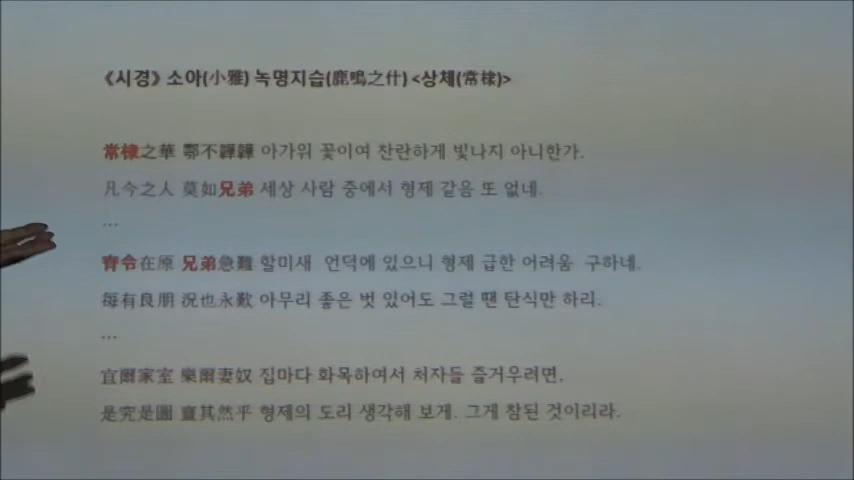 《시경》 소아(小雅) 녹명지습(鹿鳴之什) <상체(常棣)>
常棣之華 鄂不韡韡 아가위 꽃이여 찬란하게 빛나지 아니한가.
凡今之人 莫如兄弟 세상 사람 중에서 형제 같음 또 없네.
...
脊令在原 兄弟急難 할미새 언덕에 있으니 형제 급한 어려움 구하네.
每有良朋 況也永歎 아무리 좋은 벗 있어도 그럴 땐 탄식만 하리.
...
宜爾家室 樂爾妻奴 집마다 화목하여서 처자들 즐거우려면,
是究是圖 亶其然乎 형제의 도리 생각해 보게. 그게 참된 것이리라.